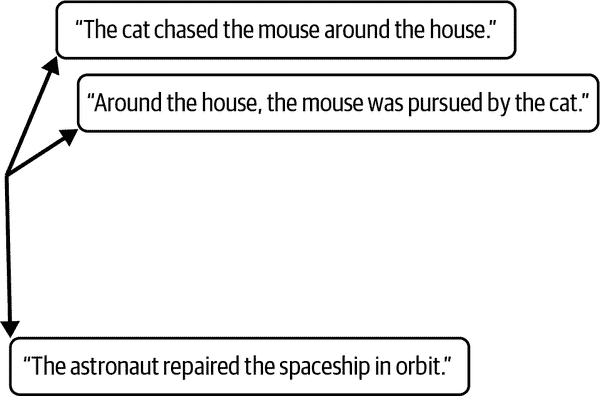 “The cat chased the mouse around the house.”
“Around the house, the mouse was pursued by the cat.”
“The astronaut repaired the spaceship in orbit.”